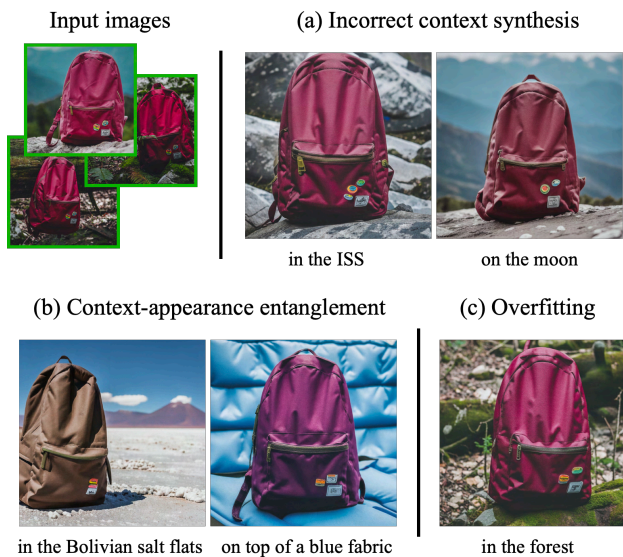 Input images
(a) Incorrect context synthesis
in the ISS
on the moon
(b) Context-appearance entanglement
(c) Overfitting
in the Bolivian salt flats
on top of a blue fabric
in the forest